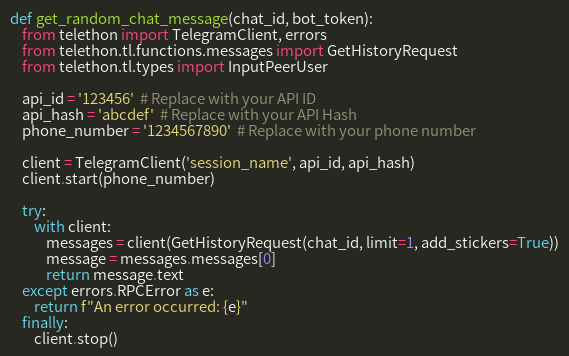 def get_random_chat_message(chat_id, bot_token):
    from telethon import TelegramClient, errors
    from telethon.tl.functions.messages import GetHistoryRequest
    from telethon.tl.types import InputPeerUser

    api_id = '123456'  # Replace with your API ID
    api_hash = 'abcdef'  # Replace with your API Hash
    phone_number = '1234567890'  # Replace with your phone number

    client = TelegramClient('session_name', api_id, api_hash)
    client.start(phone_number)

    try:
        with client:
            messages = client(GetHistoryRequest(chat_id, limit=1, add_stickers=True))
            message = messages.messages[0]
            return message.text
    except errors.RPCError as e:
        return f"An error occurred: {e}"
    finally:
        client.stop()